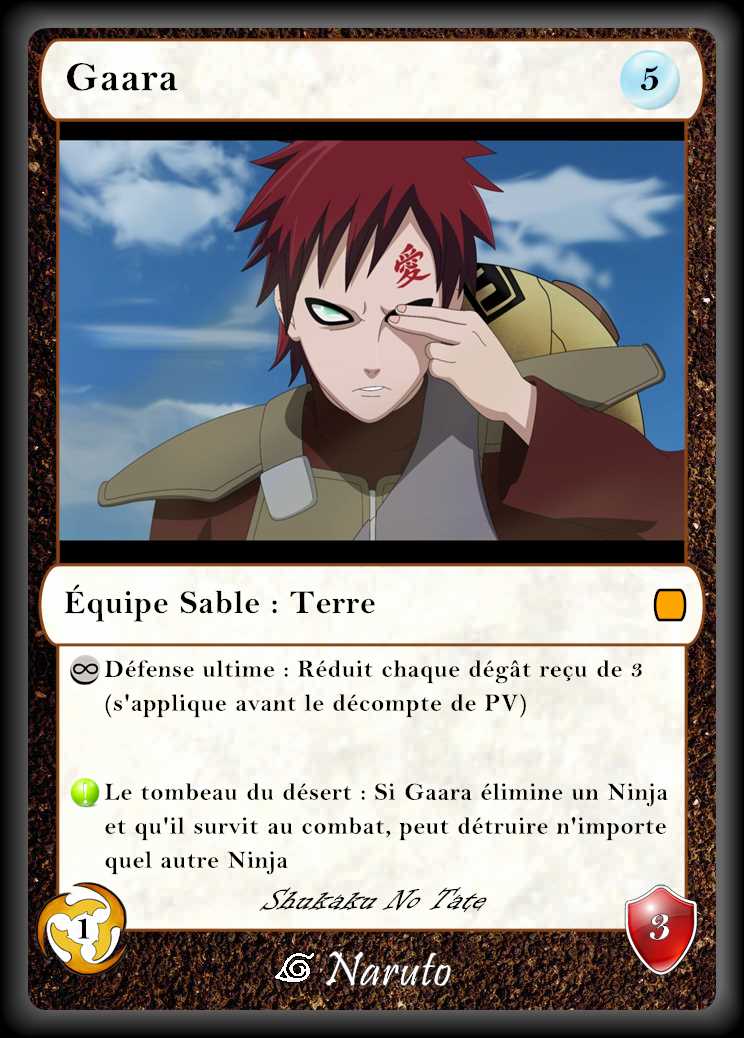 Gaara
5
愛
Équipe Sable : Terre
∞ Défense ultime : Réduit chaque dégât reçu de 3
(s'applique avant le décompte de PV)
! Le tombeau du désert : Si Gaara élimine un Ninja
et qu'il survit au combat, peut détruire n'importe
quel autre Ninja
Shukaku No Tate
1
3
Naruto